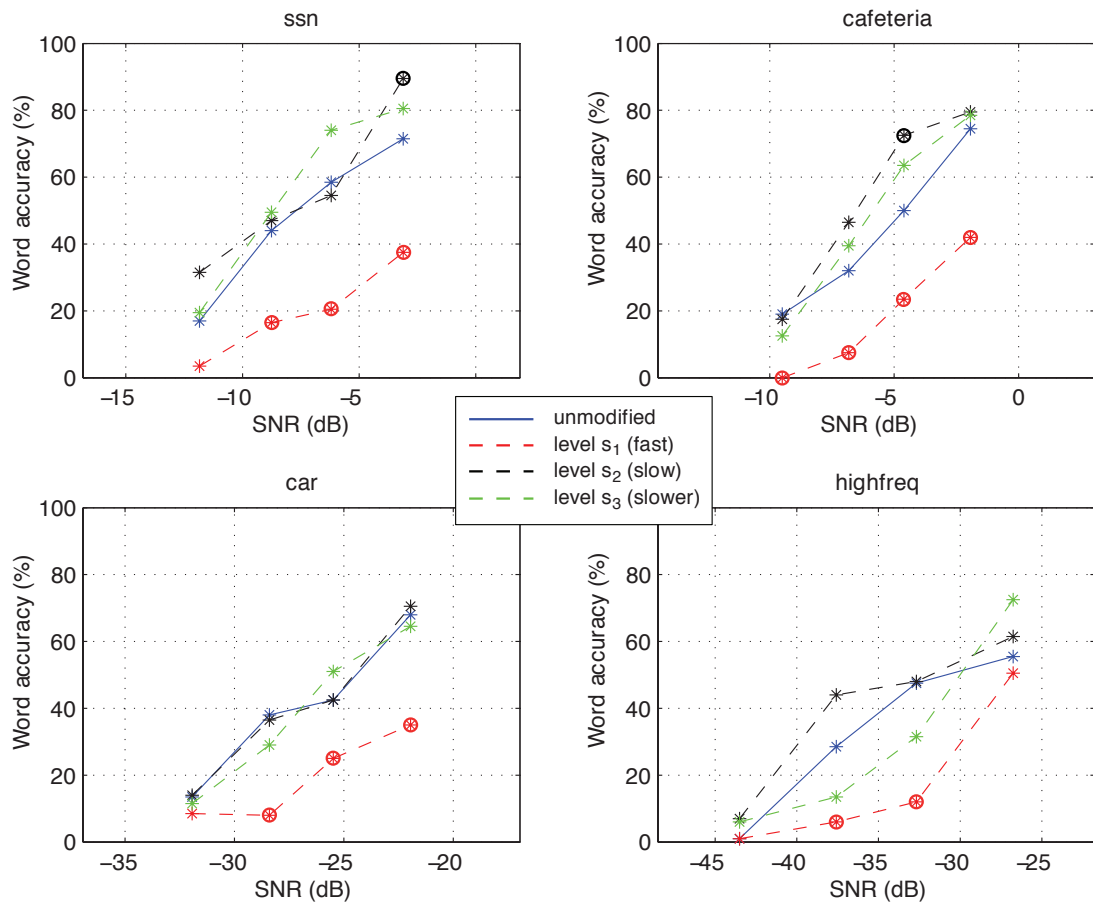 ssn
100
80
60
40
20
0
Word accuracy (%)
−15 −10 −5
SNR (dB)
cafeteria
100
80
60
40
20
0
Word accuracy (%)
−10 −5 0
SNR (dB)
unmodified
level s1 (fast)
level s2 (slow)
level s3 (slower)
car
100
80
60
40
20
0
Word accuracy (%)
−35 −30 −25 −20
SNR (dB)
highfreq
100
80
60
40
20
0
Word accuracy (%)
−45 −40 −35 −30 −25
SNR (dB)